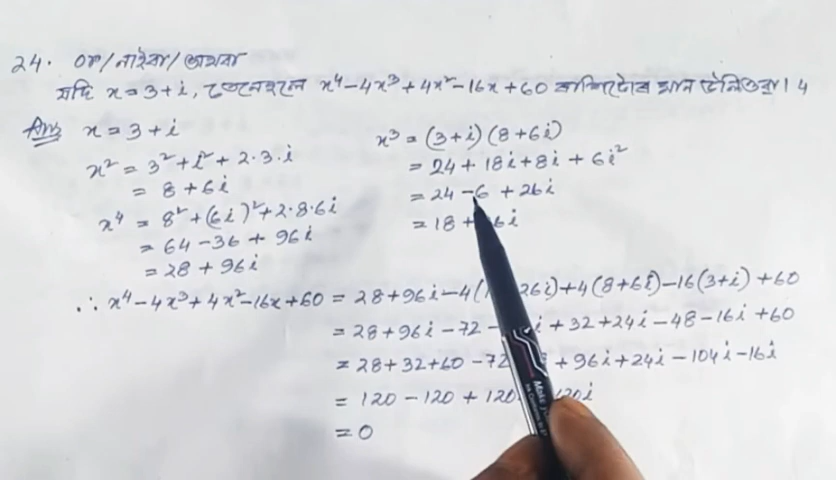 24. OR/নাইবা/অথবা
যদি x = 3 + i, তেনেহলে x⁴ - 4x³ + 4x² - 16x + 60 মান 4
Ans x = 3 + i
x² = 3² + i² + 2·3·i
= 8 + 6i
x⁴ = 8² + (6i)² + 2·8·6i
= 64 - 36 + 96i
= 28 + 96i
x³ = (3+i)(8+6i)
= 24 + 18i + 8i + 6i²
= 24 - 6 + 26i
= 18 + 6i
∴ x⁴ - 4x³ + 4x² - 16x + 60 = 28 + 96i - 4( 26i) + 4(8+6i) - 16(3+i) + 60
= 28 + 96i - 72 - i + 32 + 24i - 48 - 16i + 60
= 28 + 32 + 60 - 72 + 96i + 24i - 104i - 16i
= 120 - 120 + 120 120i
= 0